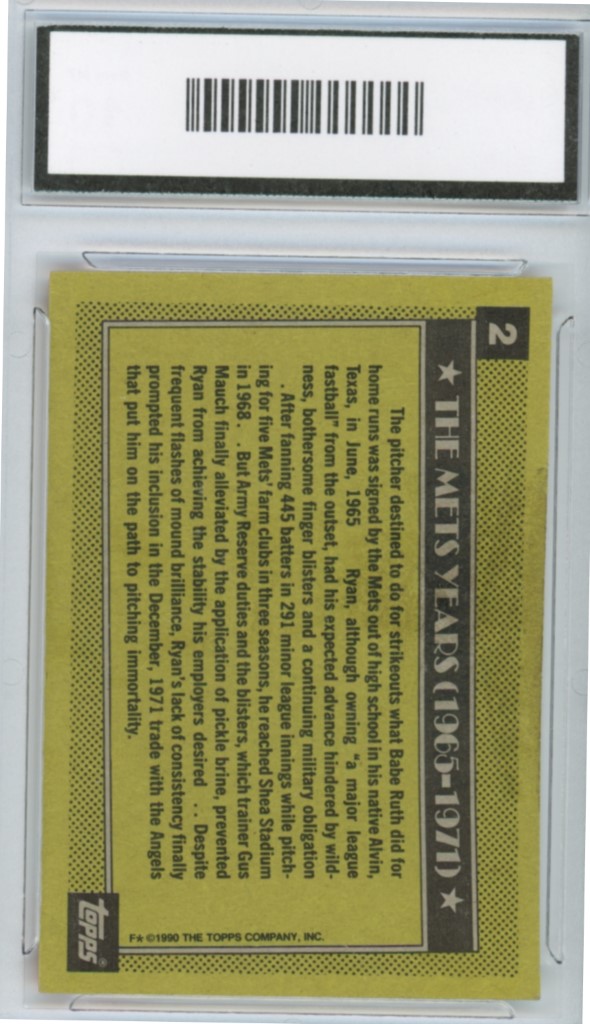 2
★ THE METS YEARS (1965-1971) ★
The pitcher destined to do for strikeouts what Babe Ruth did for
home runs was signed by the Mets out of high school in his native Alvin,
Texas, in June, 1965 Ryan, although owning "a major league
fastball" from the outset, had his expected advance hindered by wild-
ness, bothersome finger blisters and a continuing military obligation
. After fanning 445 batters in 291 minor league innings while pitch-
ing for five Mets' farm clubs in three seasons, he reached Shea Stadium
in 1968. . But Army Reserve duties and the blisters, which trainer Gus
Mauch finally alleviated by the application of pickle brine, prevented
Ryan from achieving the stability his employers desired . . Despite
frequent flashes of mound brilliance, Ryan's lack of consistency finally
prompted his inclusion in the December, 1971 trade with the Angels
that put him on the path to pitching immortality.
F★ ©1990 THE TOPPS COMPANY, INC.
topps®